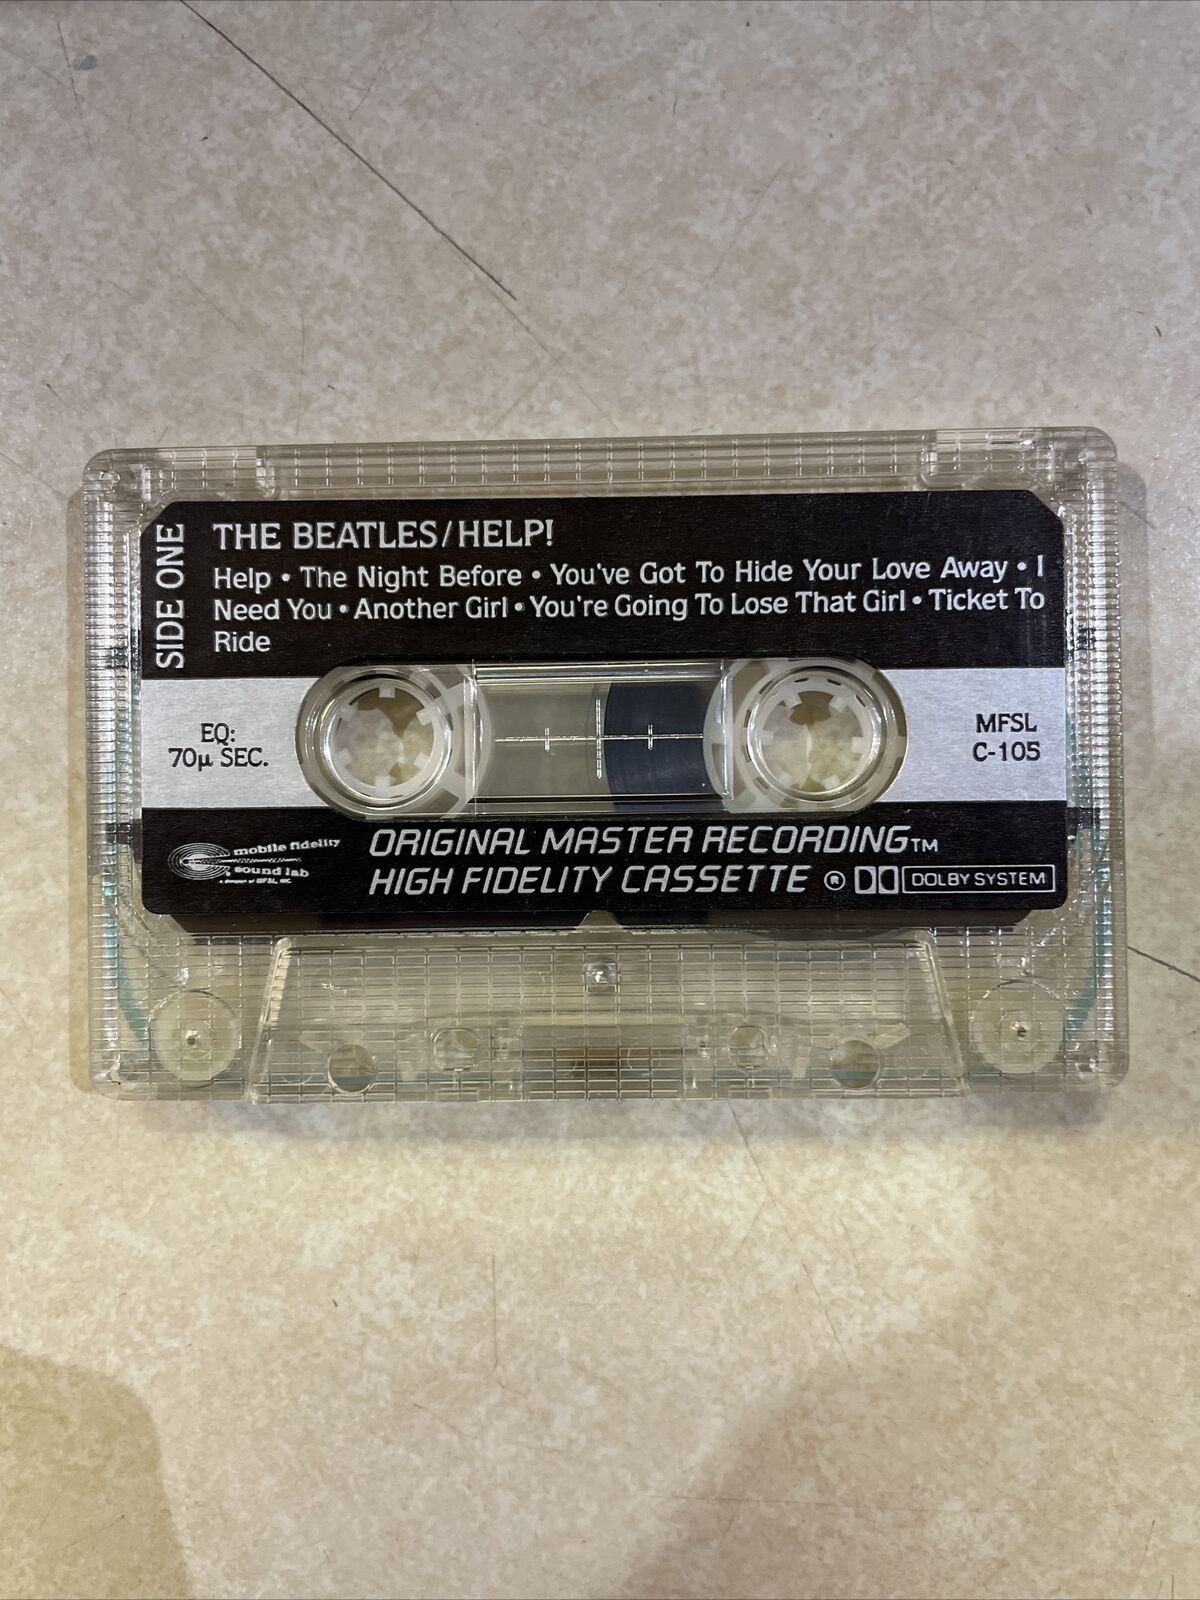 SIDE ONE
THE BEATLES/HELP!
Help • The Night Before • You've Got To Hide Your Love Away • I
Need You • Another Girl • You're Going To Lose That Girl • Ticket To
Ride
EQ:
70µ SEC.
MFSL
C-105
mobile fidelity
sound lab
ORIGINAL MASTER RECORDING™
HIGH FIDELITY CASSETTE ® DOLBY SYSTEM